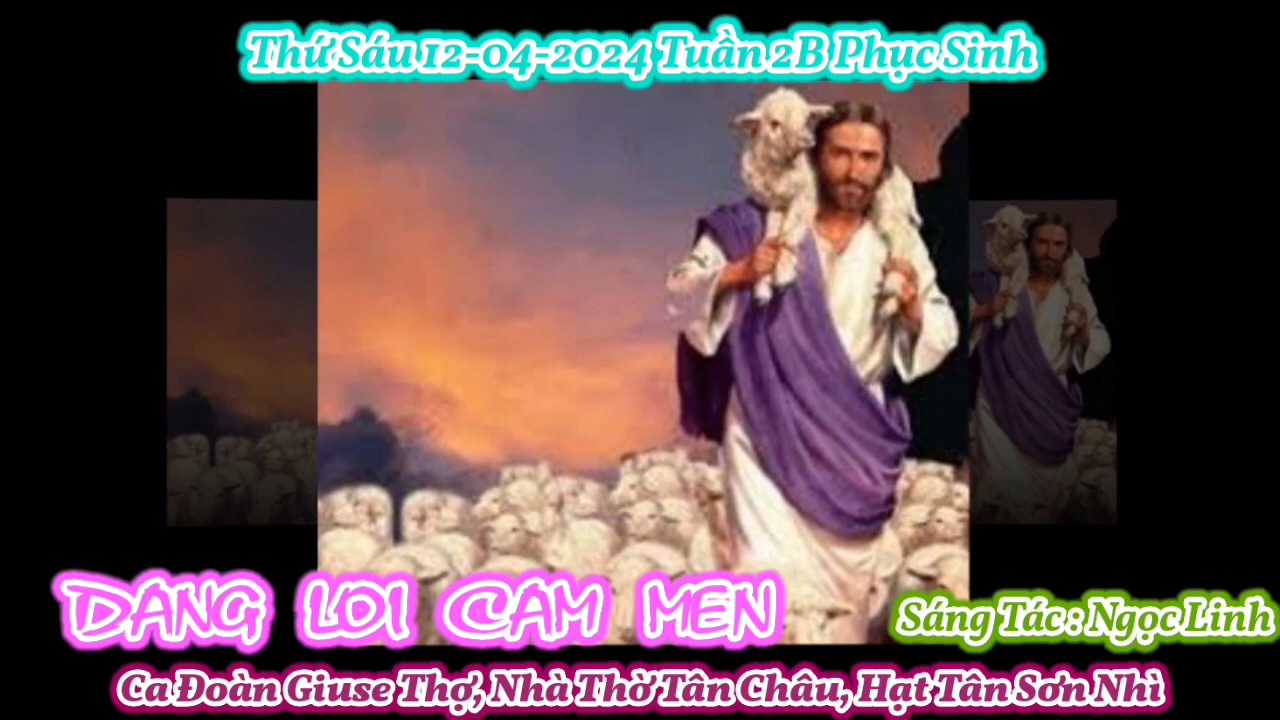 Thứ Sáu 12-04-2024 Tuần 2B Phục Sinh
DANG LOI CAM MEN
Sáng Tác : Ngọc Linh
Ca Đoàn Giuse Thợ, Nhà Thờ Tân Châu, Hạt Tân Sơn Nhì